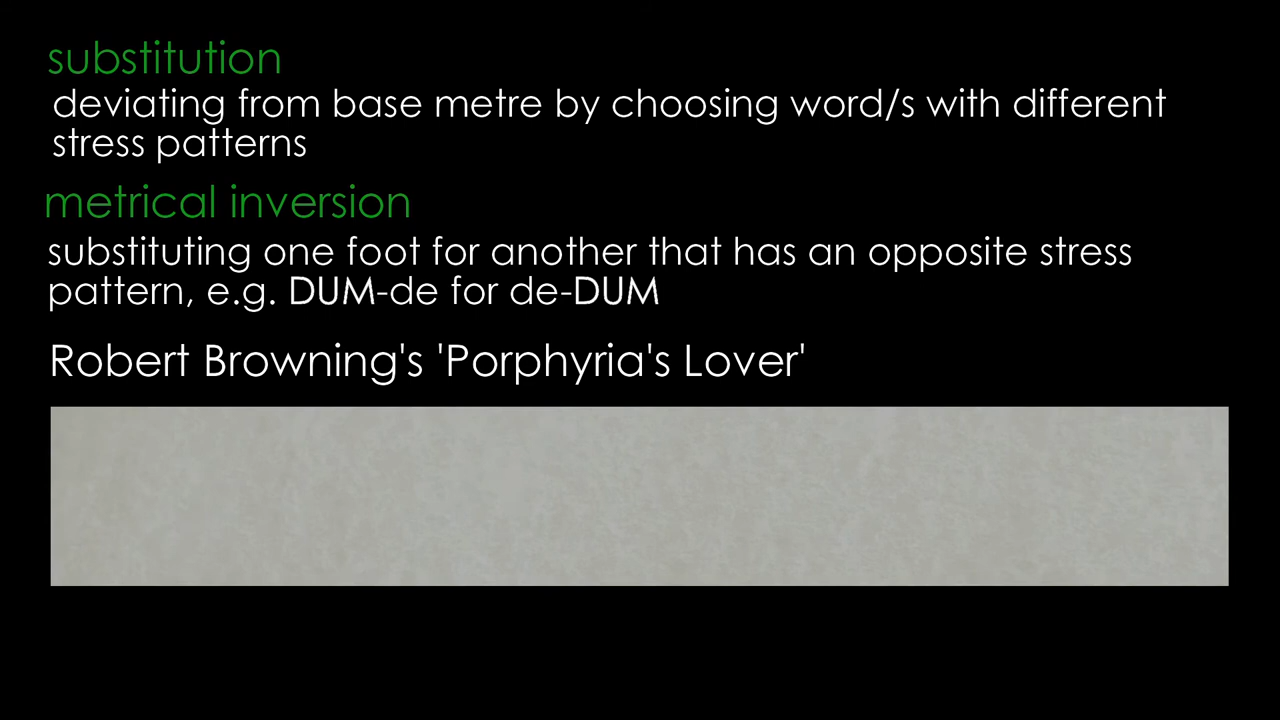 substitution
deviating from base metre by choosing word/s with different
stress patterns
metrical inversion
substituting one foot for another that has an opposite stress
pattern, e.g. DUM-de for de-DUM
Robert Browning's 'Porphyria's Lover'